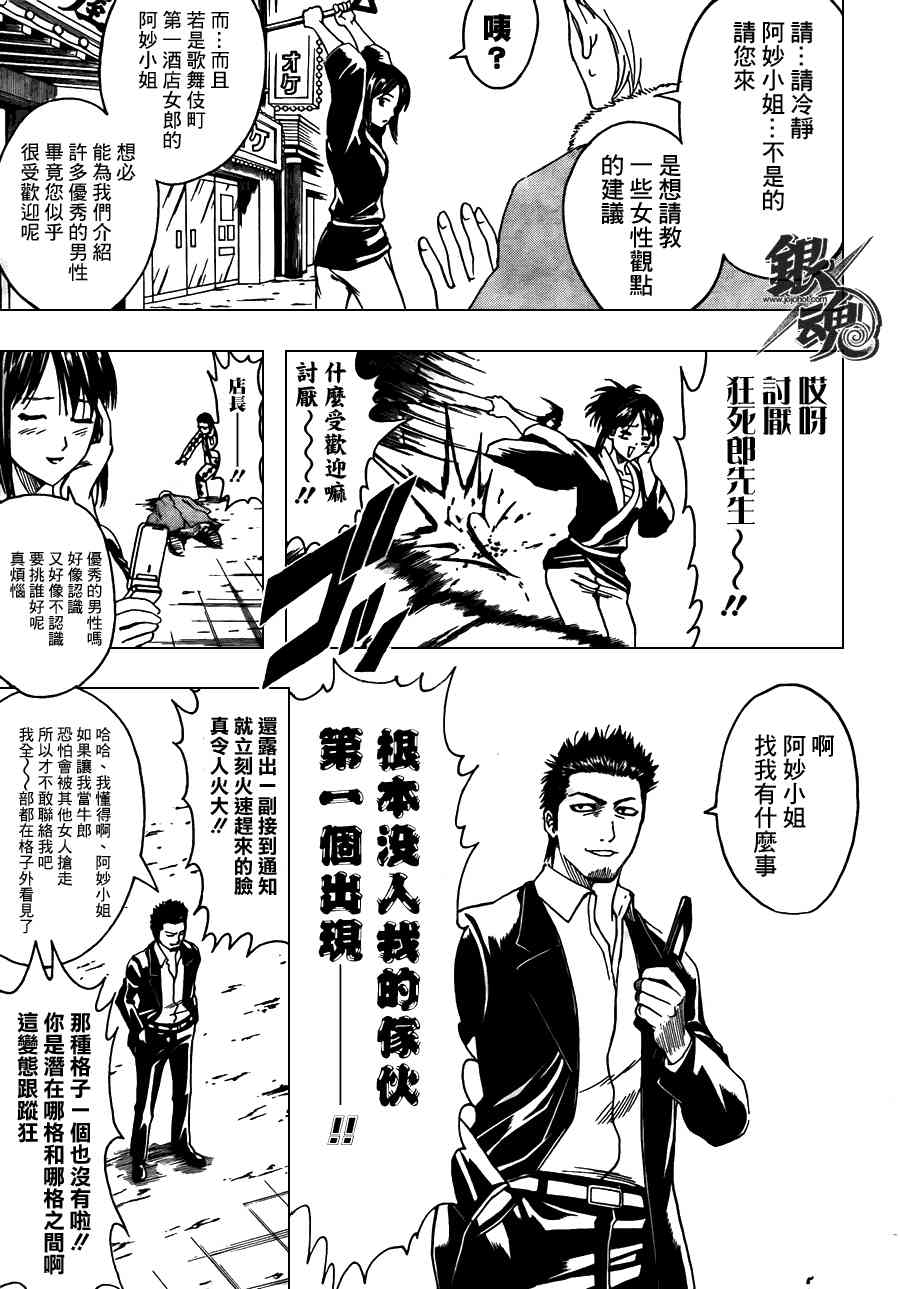 請…請冷靜
阿妙小姐…不是的
請您來
是想請教
一些女性觀點
的建議
咦?
而…而且
若是歌舞伎町
第一酒店女郎的
阿妙小姐
想必
能為我們介紹
許多優秀的男性
畢竟您似乎
很受歡迎呢
オケ
銀魂
www.jojohot.com
哎呀
討厭
狂死郎先生～～!!
什麼受歡迎嘛
討厭～～～!!
店長
——!!
優秀的男性嗎
好像認識
又好像不認識
要挑誰好呢
真煩惱
啊
阿妙小姐
找我有什麼事
根本沒人找的傢伙
第一個出現——!!
還露出一副接到通知
就立刻火速趕來的臉
真令人火大!!
哈哈、我懂得啊、阿妙小姐
如果讓我當牛郎
恐怕會被其他女人搶走
所以才不敢聯絡我吧
我全～～部都在格子外看見了
那種格子一個也沒有啦!!
你是潛在哪格和哪格之間啊
這變態跟蹤狂